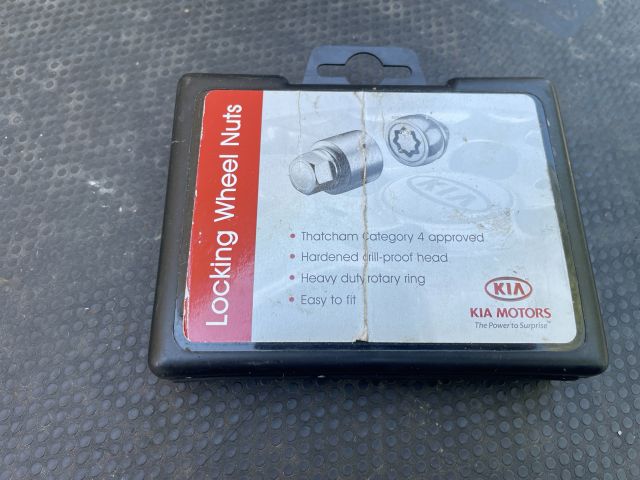 Locking Wheel Nuts
KIA
• Thatcham Category 4 approved
• Hardened drill-proof head
• Heavy duty rotary ring
• Easy to fit
KIA
KIA MOTORS
The Power to Surprise™